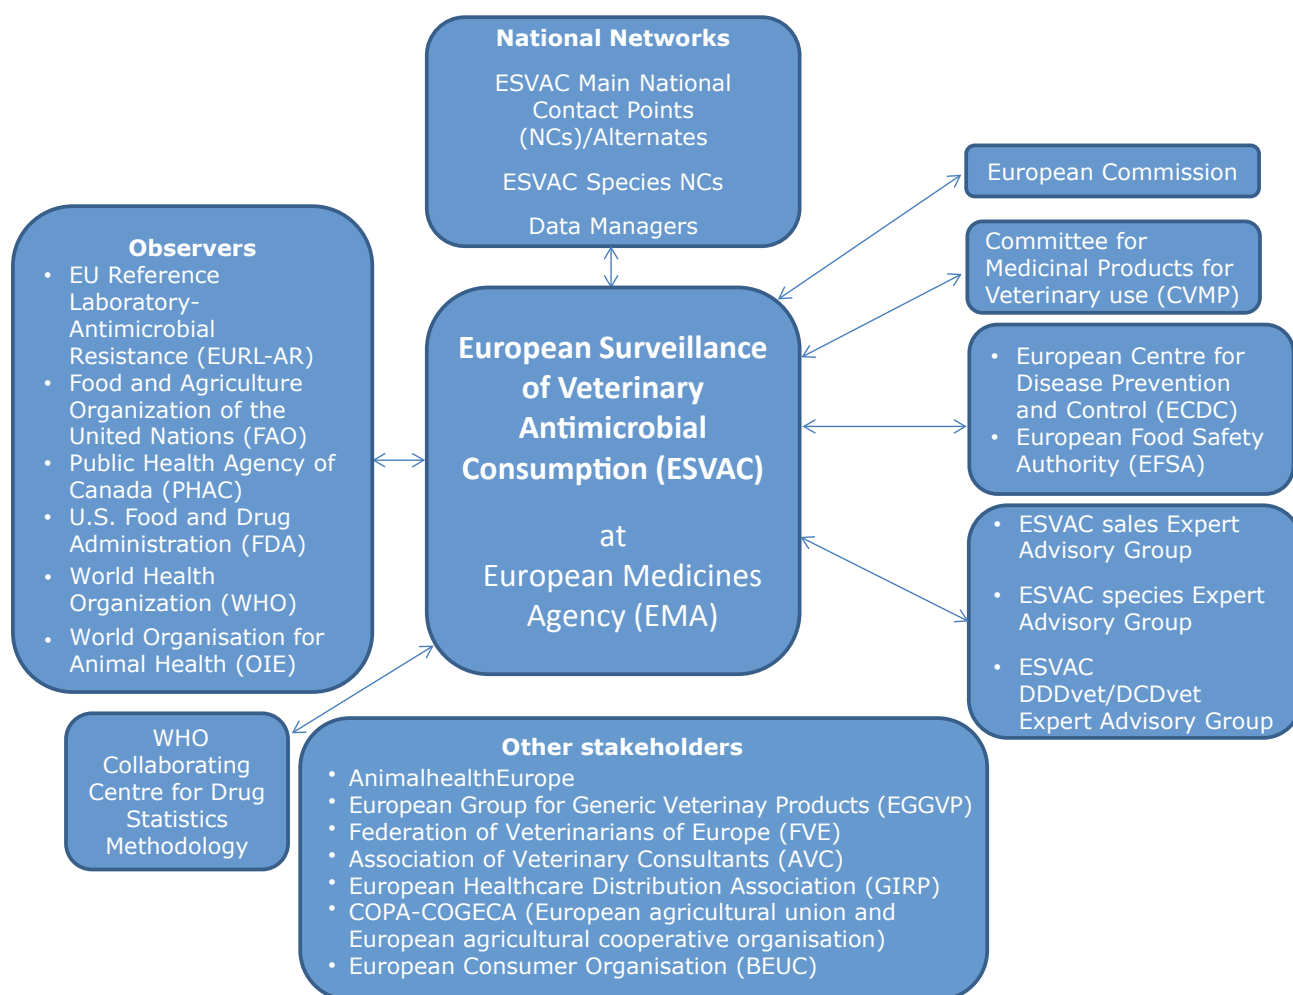 National Networks
ESVAC Main National
Contact Points
(NCs)/Alternates
ESVAC Species NCs
Data Managers
European Commission
Committee for
Medicinal Products for
Veterinary use (CVMP)
Observers
• EU Reference
Laboratory-
Antimicrobial
Resistance (EURL-AR)
• Food and Agriculture
Organization of the
United Nations (FAO)
• Public Health Agency of
Canada (PHAC)
• U.S. Food and Drug
Administration (FDA)
• World Health
Organization (WHO)
• World Organisation for
Animal Health (OIE)
European Surveillance
of Veterinary
Antimicrobial
Consumption (ESVAC)
at
European Medicines
Agency (EMA)
• European Centre for
Disease Prevention
and Control (ECDC)
• European Food Safety
Authority (EFSA)
• ESVAC sales Expert
Advisory Group
• ESVAC species Expert
Advisory Group
• ESVAC
DDDvet/DCDvet
Expert Advisory Group
WHO
Collaborating
Centre for Drug
Statistics
Methodology
Other stakeholders
• AnimalhealthEurope
• European Group for Generic Veterinay Products (EGGVP)
• Federation of Veterinarians of Europe (FVE)
• Association of Veterinary Consultants (AVC)
• European Healthcare Distribution Association (GIRP)
• COPA-COGECA (European agricultural union and
European agricultural cooperative organisation)
• European Consumer Organisation (BEUC)